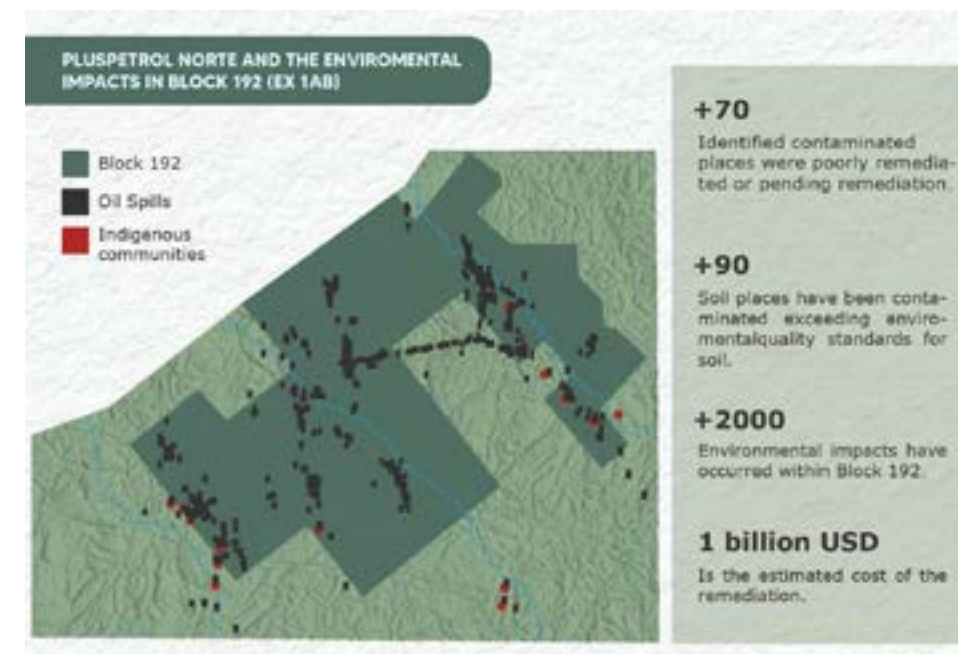 PLUSPETROL NORTE AND THE ENVIROMENTAL
IMPACTS IN BLOCK 192 (EX 1AB)
Block 192
Oil Spills
Indigenous
communities
+70
Identified contaminated
places were poorly remedia-
ted or pending remediation.
+90
Soil places have been conta-
minated exceeding enviro-
mentalquality standards for
soil.
+2000
Environmental impacts have
occurred within Block 192.
1 billion USD
Is the estimated cost of the
remediation.